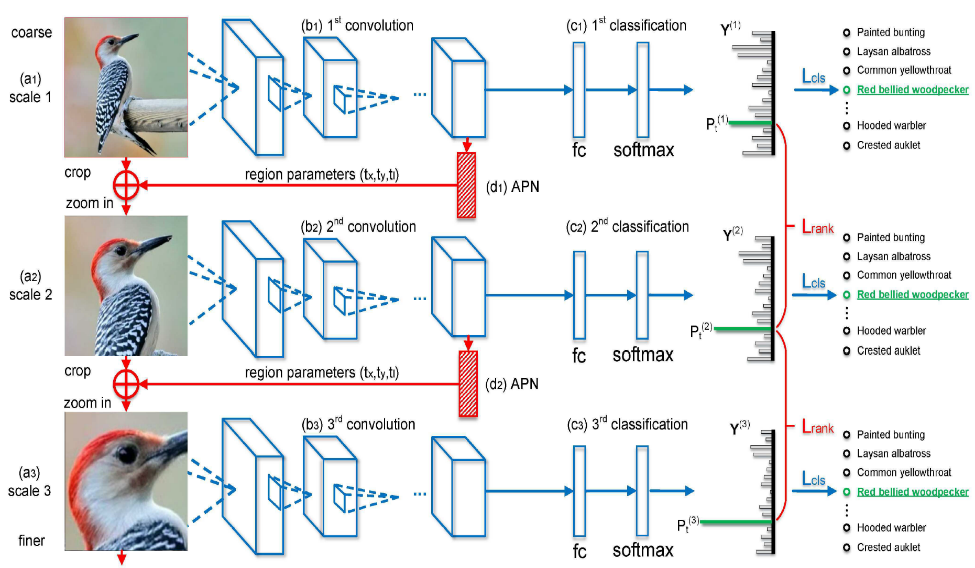 coarse
(b1) 1st convolution
(c1) 1st classification
Y(1)
Painted bunting
Laysan albatross
(a1)
scale 1
...
Lcls
Common yellowthroat
Red bellied woodpecker
Pt(1)
Hooded warbler
Crested auklet
fc
softmax
crop
region parameters (tx,ty,tl)
(d1) APN
zoom in
Lrank
(b2) 2nd convolution
(c2) 2nd classification
Y(2)
Painted bunting
Laysan albatross
(a2)
scale 2
...
Lcls
Common yellowthroat
Red bellied woodpecker
Pt(2)
Hooded warbler
Crested auklet
fc
softmax
crop
region parameters (tx,ty,tl)
(d2) APN
zoom in
Lrank
(b3) 3rd convolution
(c3) 3rd classification
Y(3)
Painted bunting
Laysan albatross
(a3)
scale 3
...
Lcls
Common yellowthroat
Red bellied woodpecker
Pt(3)
Hooded warbler
Crested auklet
finer
fc
softmax